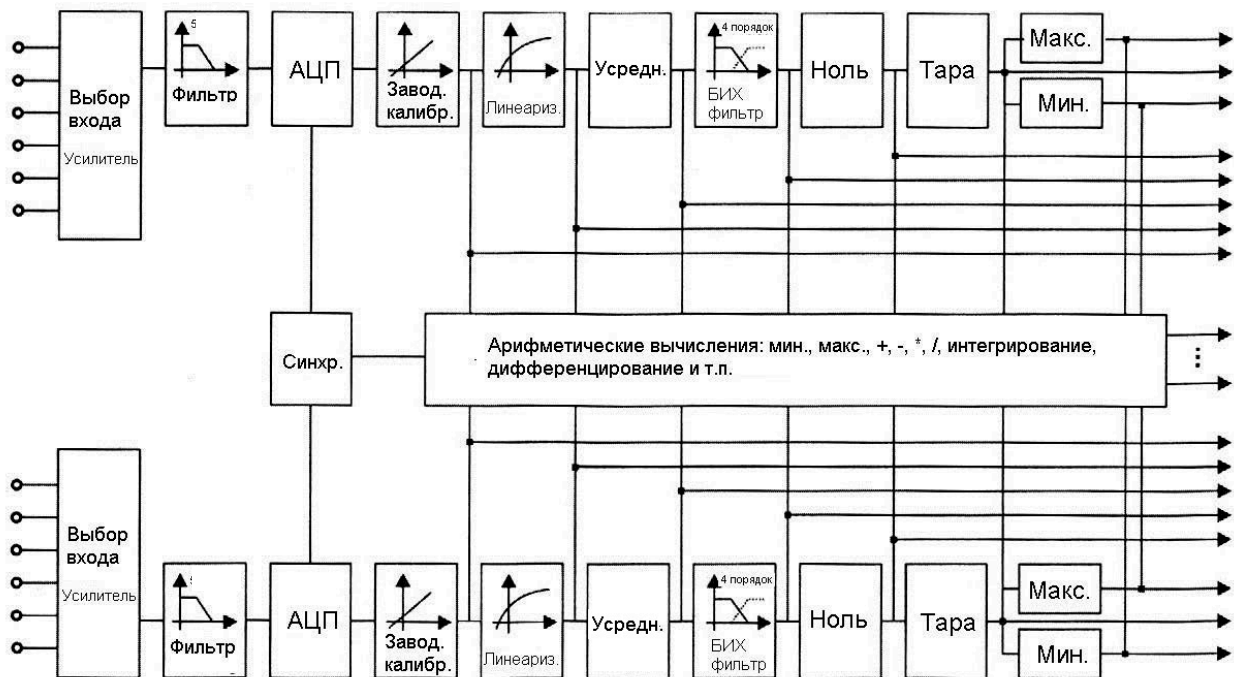 Выбор
входа
Усилитель
5
Фильтр
АЦП
Завод.
калибр.
Линеариз.
Усредн.
4 порядок
БИХ
фильтр
Ноль
Тара
Макс.
Мин.
Синхр.
Арифметические вычисления: мин., макс., +, -, *, /, интегрирование,
дифференцирование и т.п.
Выбор
входа
Усилитель
Фильтр
АЦП
Завод.
калибр.
Линеариз.
Усредн.
4 порядок
БИХ
фильтр
Ноль
Тара
Макс.
Мин.